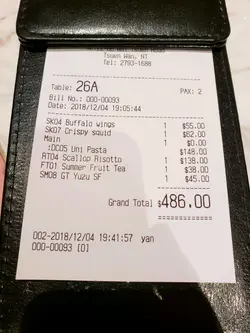 Tsuen Wan, NT
Tel: 2793-1688
Table: 26A PAX: 2
Bill No.: 000-00093
Date: 2018/12/04 19:05:44
SK04 Buffalo wings 1 $55.00
SK07 Crispy squid 1 $62.00
Main 1 $0.00
:DC05 Uni Pasta 1 $148.00
RT04 Scallop Risotto 1 $138.00
FT01 Summer Fruit Tea 1 $38.00
SM08 GT Yuzu SF 1 $45.00
Grand Total $486.00
002-2018/12/04 19:41:57 yan
000-00093 [0]